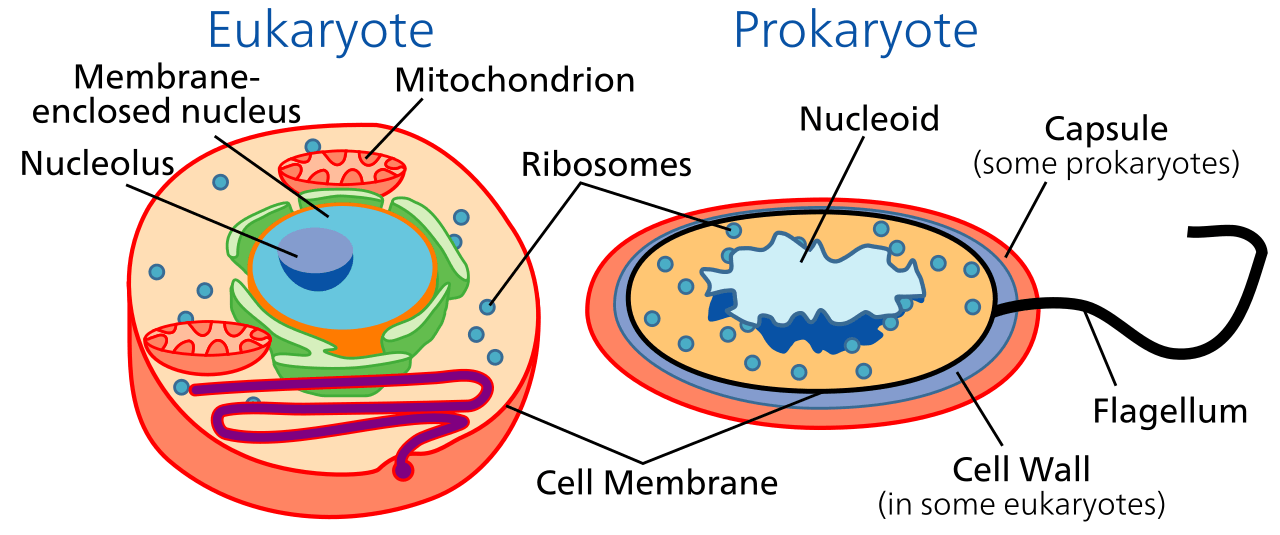 Eukaryote
Prokaryote
Membrane-
enclosed nucleus
Mitochondrion
Nucleolus
Ribosomes
Nucleoid
Capsule
(some prokaryotes)
Cell Membrane
Flagellum
Cell Wall
(in some eukaryotes)